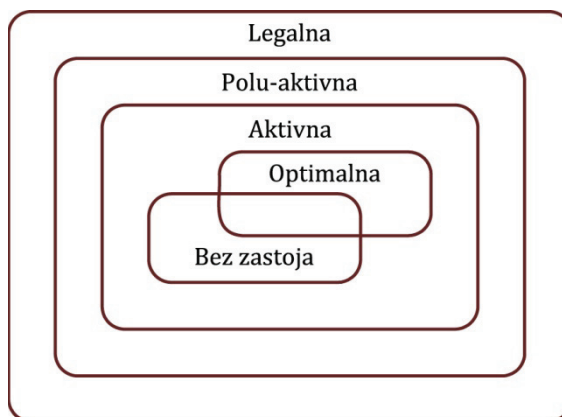 Legalna
Polu-aktivna
Aktivna
Optimalna
Bez zastoja